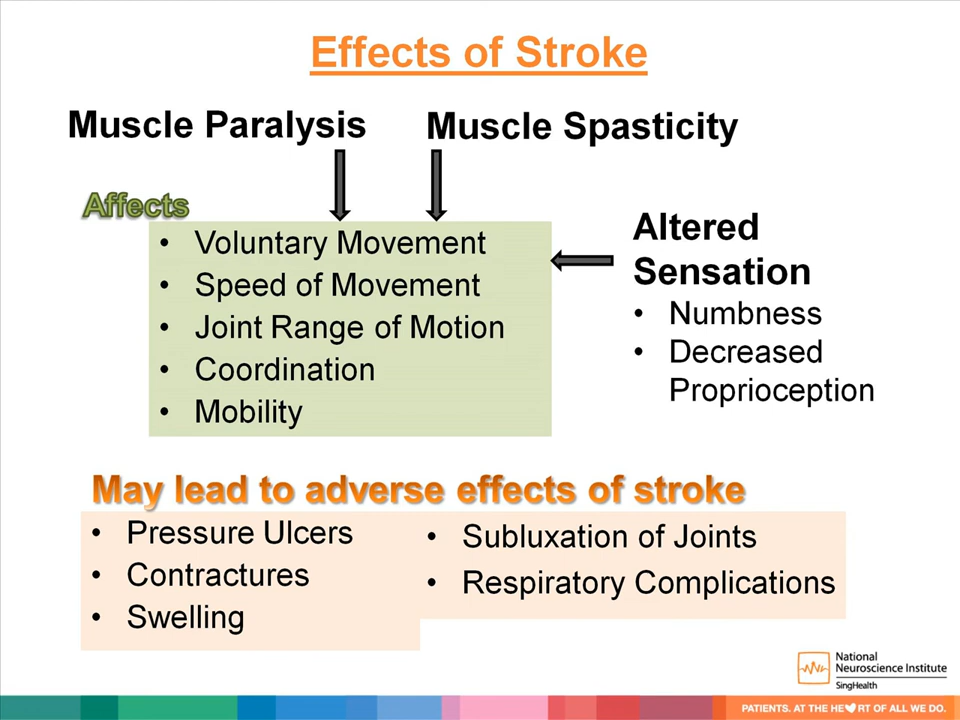 Effects of Stroke
Muscle Paralysis
Muscle Spasticity
Affects
• Voluntary Movement
• Speed of Movement
• Joint Range of Motion
• Coordination
• Mobility
Altered
Sensation
• Numbness
• Decreased
Proprioception
May lead to adverse effects of stroke
• Pressure Ulcers
• Contractures
• Swelling
• Subluxation of Joints
• Respiratory Complications
National
Neuroscience Institute
SingHealth
PATIENTS. AT THE HE♥RT OF ALL WE DO.